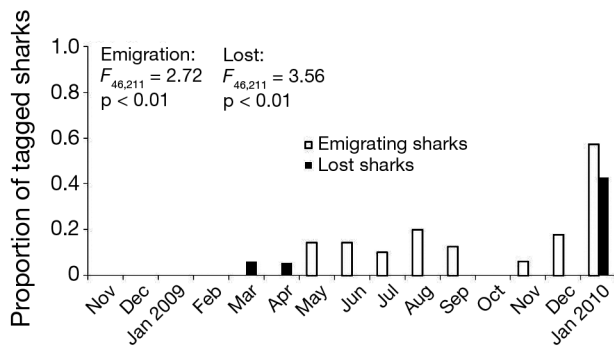 Proportion of tagged sharks
1.0
0.8
0.6
0.4
0.2
0
Emigration:
F46,211 = 2.72
p < 0.01
Lost:
F46,211 = 3.56
p < 0.01
Emigrating sharks
Lost sharks
Nov
Dec
Jan 2009
Feb
Mar
Apr
May
Jun
Jul
Aug
Sep
Oct
Nov
Dec
Jan 2010